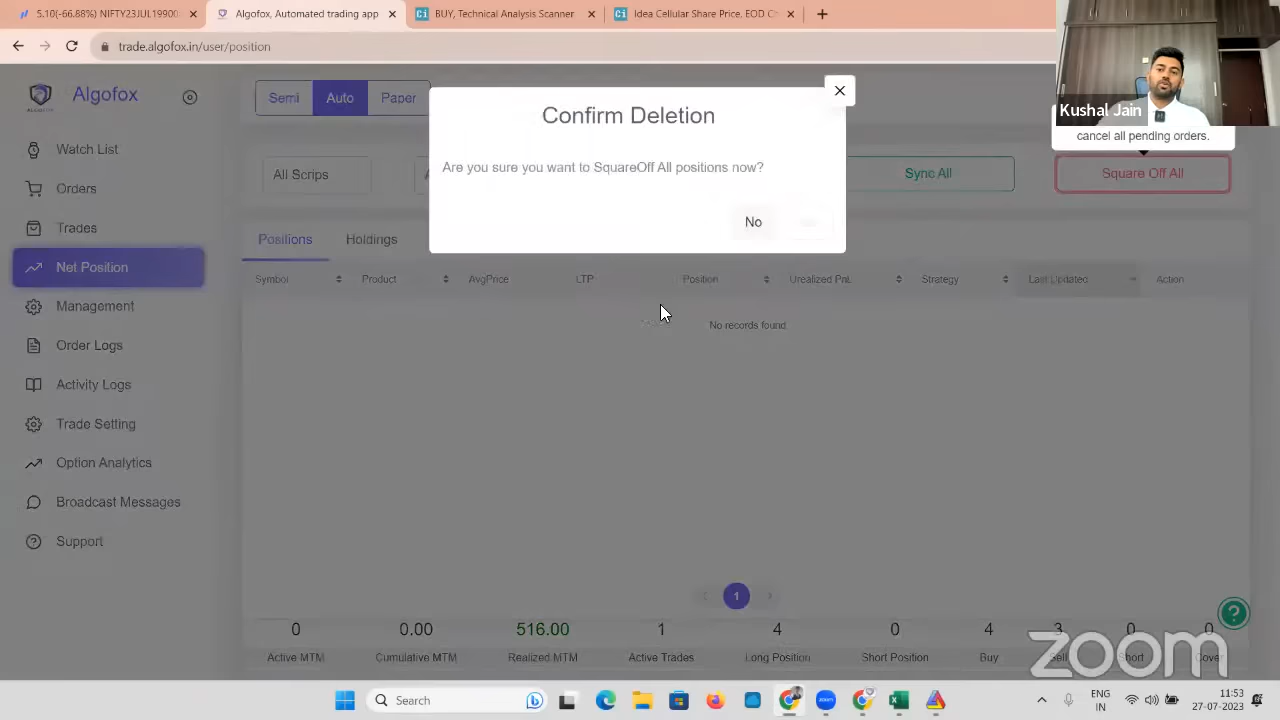 5.10(-66.88%) NIFTY23JUL19900
Algofox, Automated trading app
BUY, Technical Analysis Scanner
Idea Cellular Share Price, EOD Ch
trade.algofox.in/user/position
Kushal Jain
Algofox
Semi
Auto
Paper
Confirm Deletion
cancel all pending orders.
Watch List
Are you sure you want to SquareOff All positions now?
All Scrips
Sync All
Square Off All
Orders
No
Trades
Positions
Holdings
Net Position
Symbol
Product
AvgPrice
LTP
Position
Urealized PnL
Strategy
Last Updated
Action
Management
No records found
Order Logs
Activity Logs
Trade Setting
Option Analytics
Broadcast Messages
Support
1
0
0.00
516.00
1
4
0
4
3
0
0
Active MTM
Cumulative MTM
Realized MTM
Active Trades
Long Position
Short Position
Buy
Sell
Short
Cover
zoom
Search
ENG
IN
11:53
27-07-2023